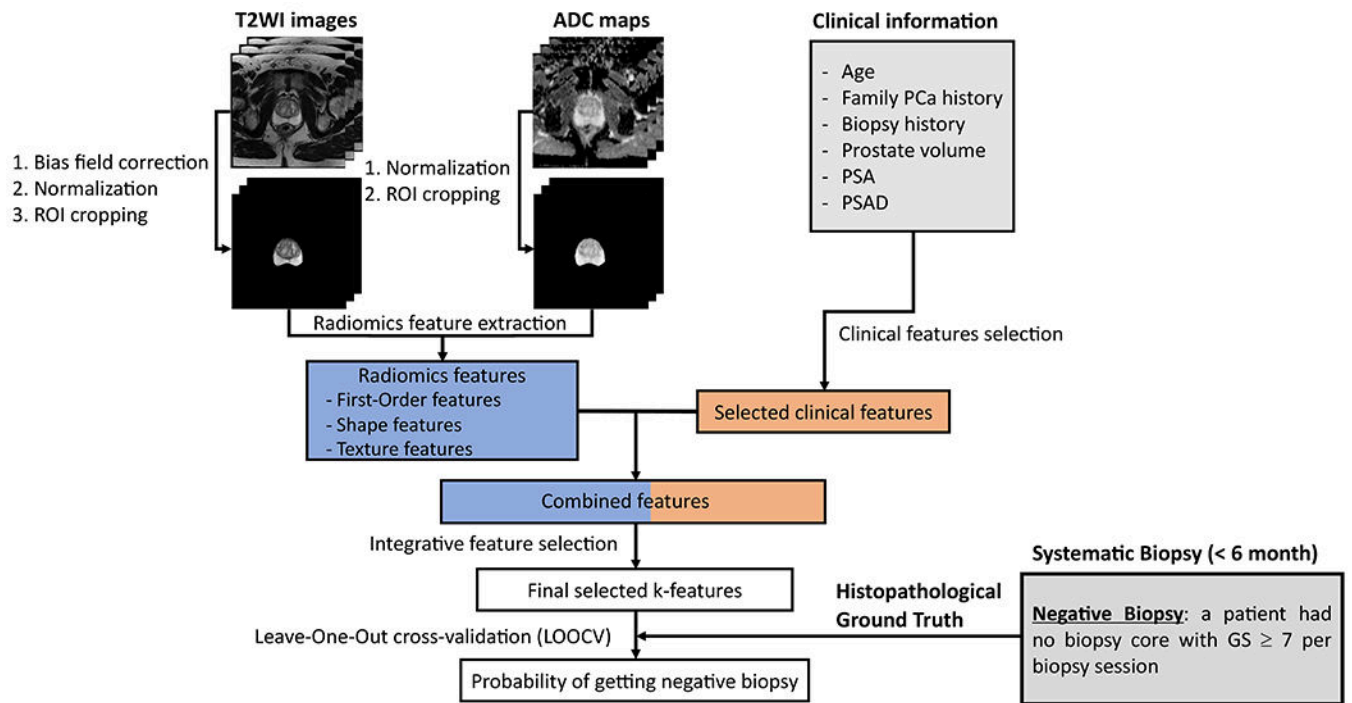 T2WI images
ADC maps
Clinical information
- Age
- Family PCa history
- Biopsy history
- Prostate volume
- PSA
- PSAD
1. Bias field correction
2. Normalization
3. ROI cropping
1. Normalization
2. ROI cropping
Radiomics feature extraction
Clinical features selection
Radiomics features
- First-Order features
- Shape features
- Texture features
Selected clinical features
Combined features
Integrative feature selection
Final selected k-features
Histopathological
Ground Truth
Systematic Biopsy (< 6 month)
Negative Biopsy: a patient had
no biopsy core with GS ≥ 7 per
biopsy session
Leave-One-Out cross-validation (LOOCV)
Probability of getting negative biopsy